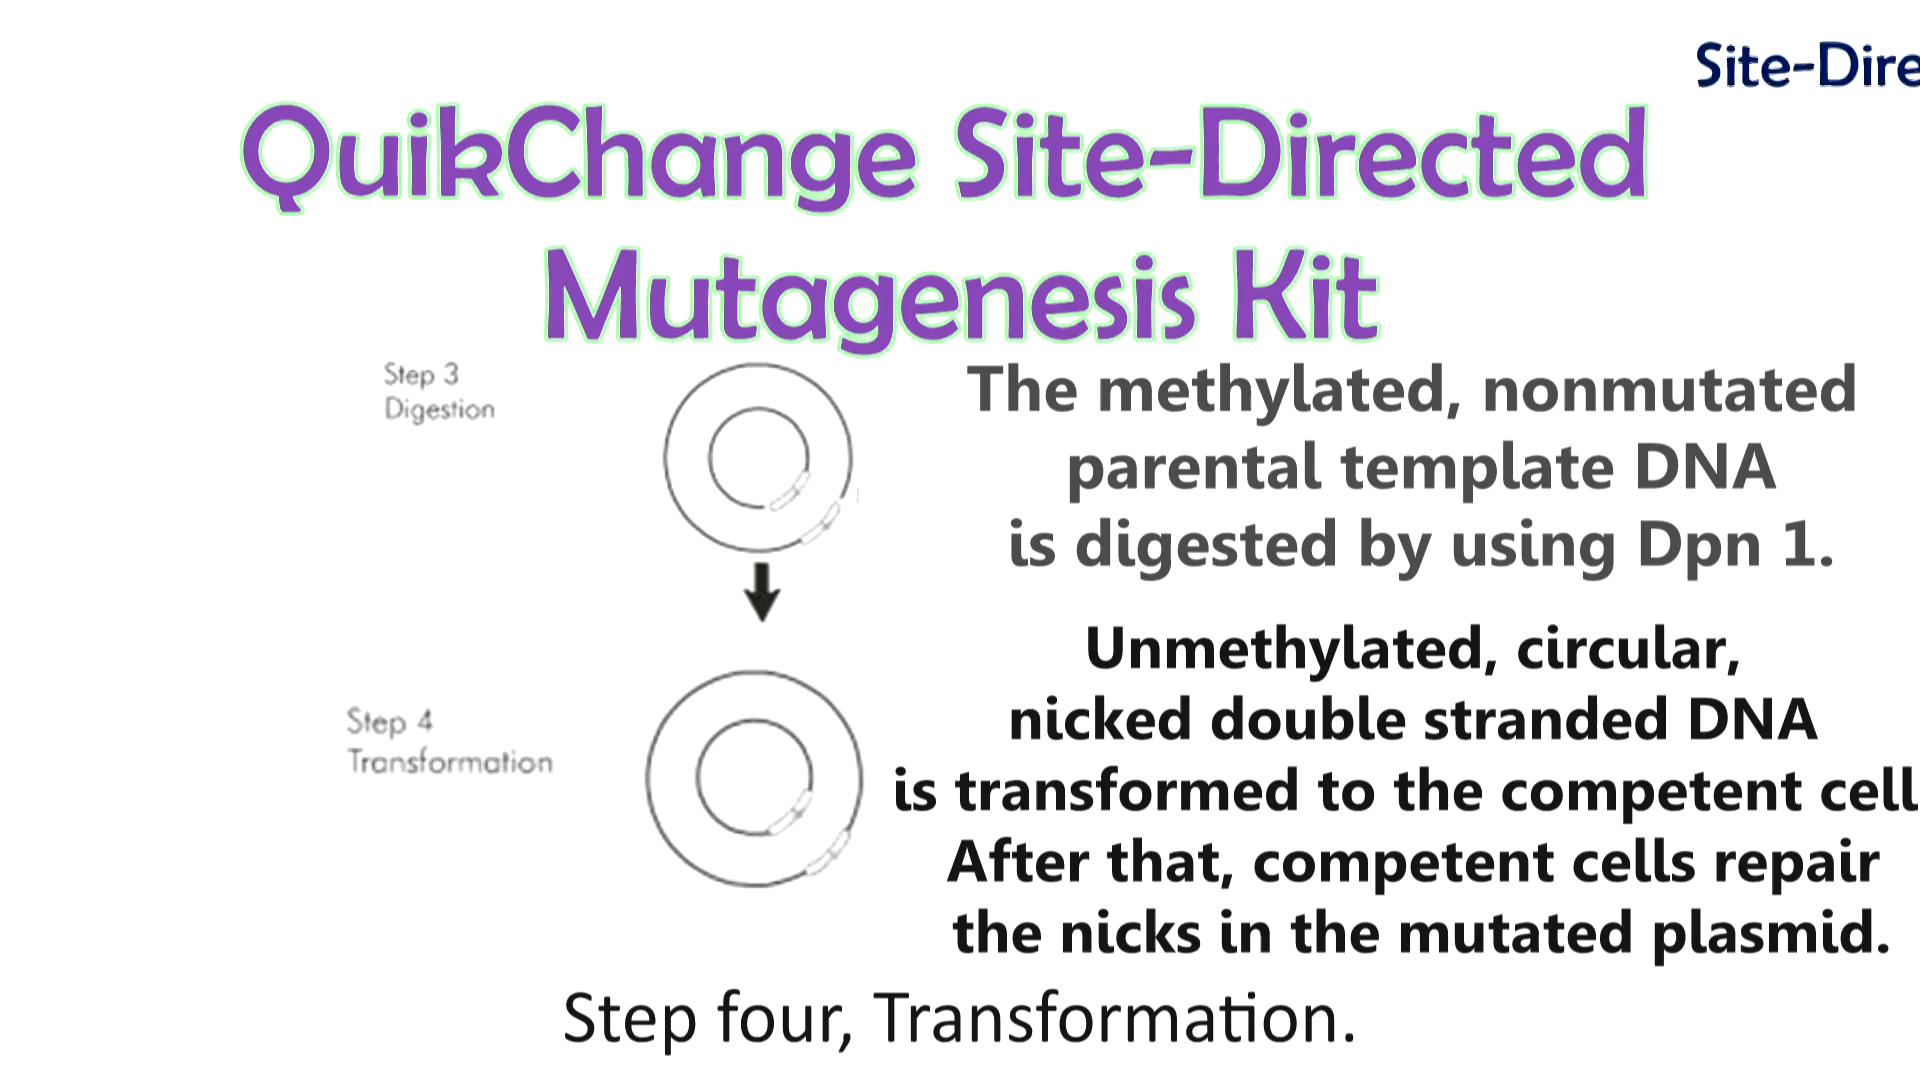 Site-Dire
QuikChange Site-Directed
Mutagenesis Kit
Step 3
Digestion
The methylated, nonmutated
parental template DNA
is digested by using Dpn 1.
Step 4
Transformation
Unmethylated, circular,
nicked double stranded DNA
is transformed to the competent cell
After that, competent cells repair
the nicks in the mutated plasmid.
Step four, Transformation.